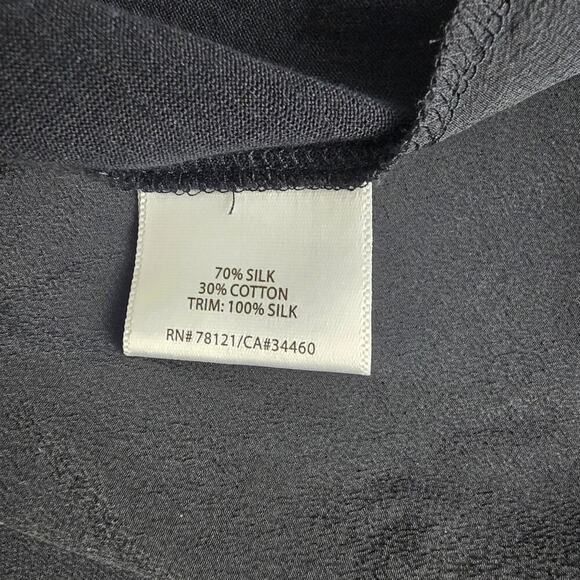 70% SILK
30% COTTON
TRIM: 100% SILK
RN# 78121/CA#34460